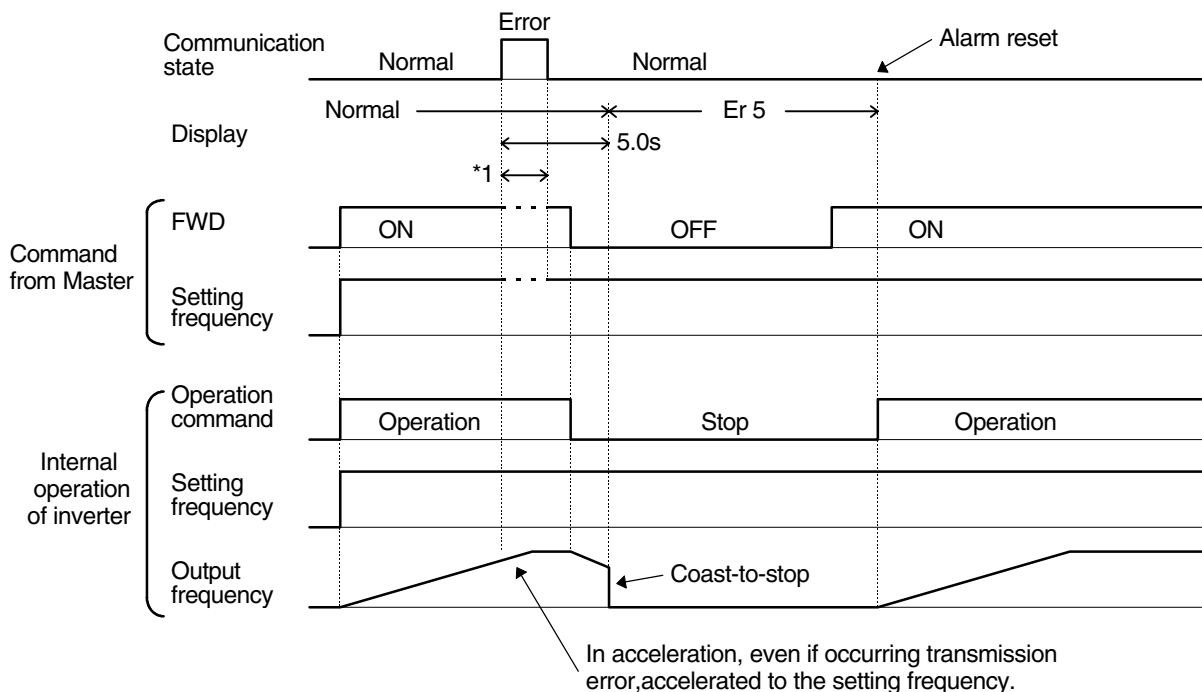 Error
Communication
state
Normal
Normal
Alarm reset
Display
Normal
Er 5
5.0s
*1
Command
from Master
FWD
ON
OFF
ON
Setting
frequency
Internal
operation
of inverter
Operation
command
Operation
Stop
Operation
Setting
frequency
Output
frequency
Coast-to-stop
In acceleration, even if occurring transmission
error,accelerated to the setting frequency.